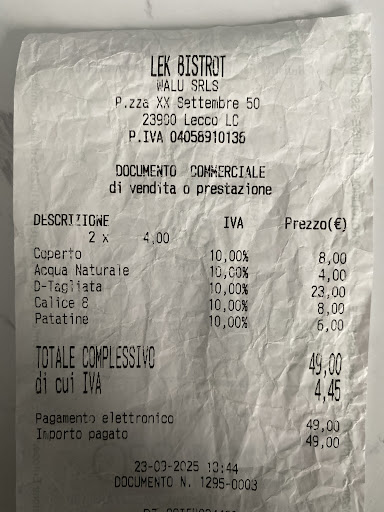 LEK BISTROT
WALU SRLS
P.zza XX Settembre 50
23900 Lecco LC
P.IVA 04058910136
DOCUMENTO COMMERCIALE
di vendita o prestazione
DESCRIZIONE IVA Prezzo(€)
2 x 4,00
Coperto 10,00% 8,00
Acqua Naturale 10,00% 4,00
D-Tagliata 10,00% 23,00
Calice 8 10,00% 8,00
Patatine 10,00% 6,00
TOTALE COMPLESSIVO 49,00
di cui IVA 4,45
Pagamento elettronico 49,00
Importo pagato 49,00
23-03-2025 13:44
DOCUMENTO N. 1295-0003